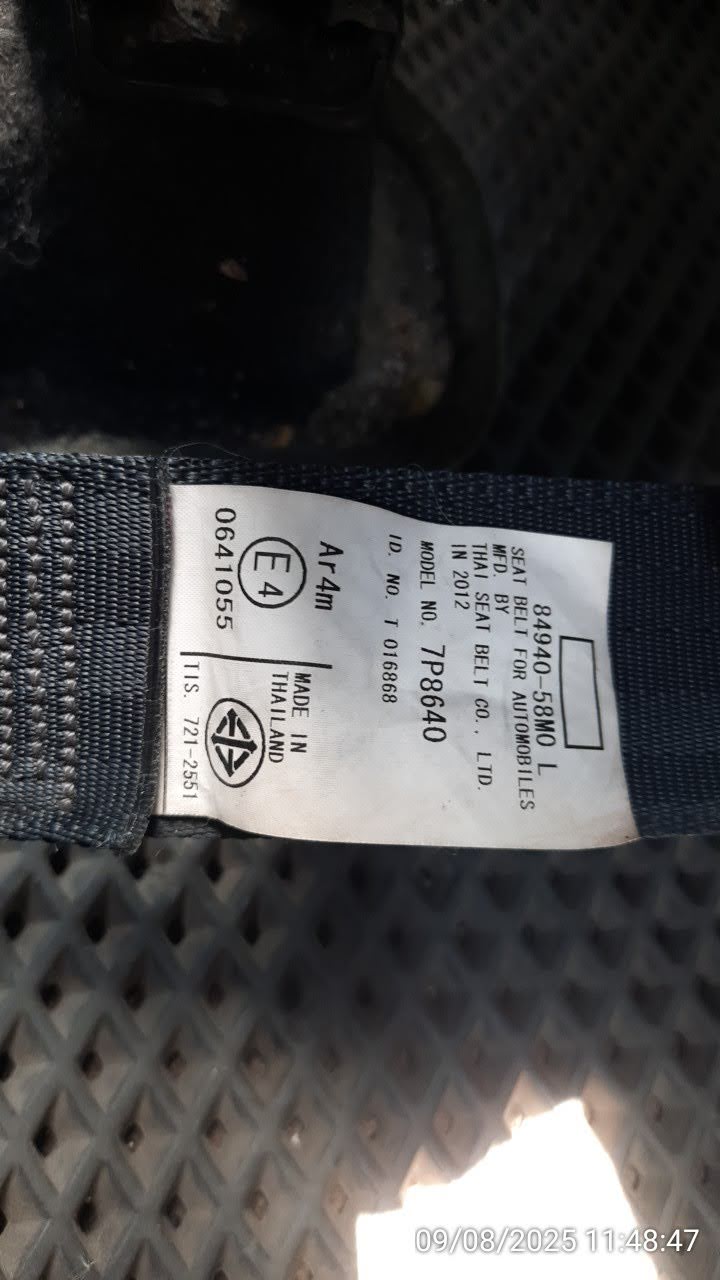 84940-58M0 L
SEAT BELT FOR AUTOMOBILES
MFD. BY
THAI SEAT BELT CO., LTD.
IN 2012
MODEL NO. 7P8640
ID. NO. T 016868
Ar4m
E4
0641055
MADE IN
THAILAND
TIS. 721-2551
09/08/2025 11:48:47